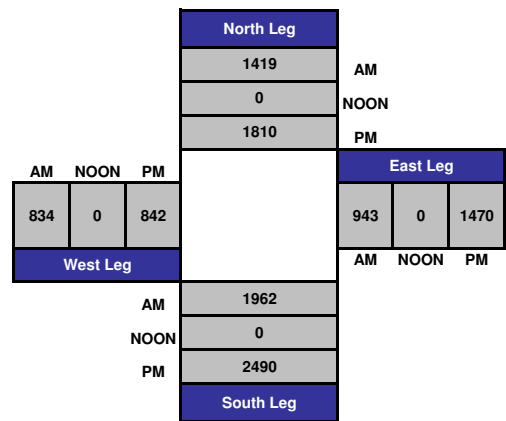 North Leg
1419 AM
0 NOON
1810 PM
AM NOON PM
East Leg
834 0 842
943 0 1470
West Leg
AM NOON PM
AM 1962
NOON 0
PM 2490
South Leg